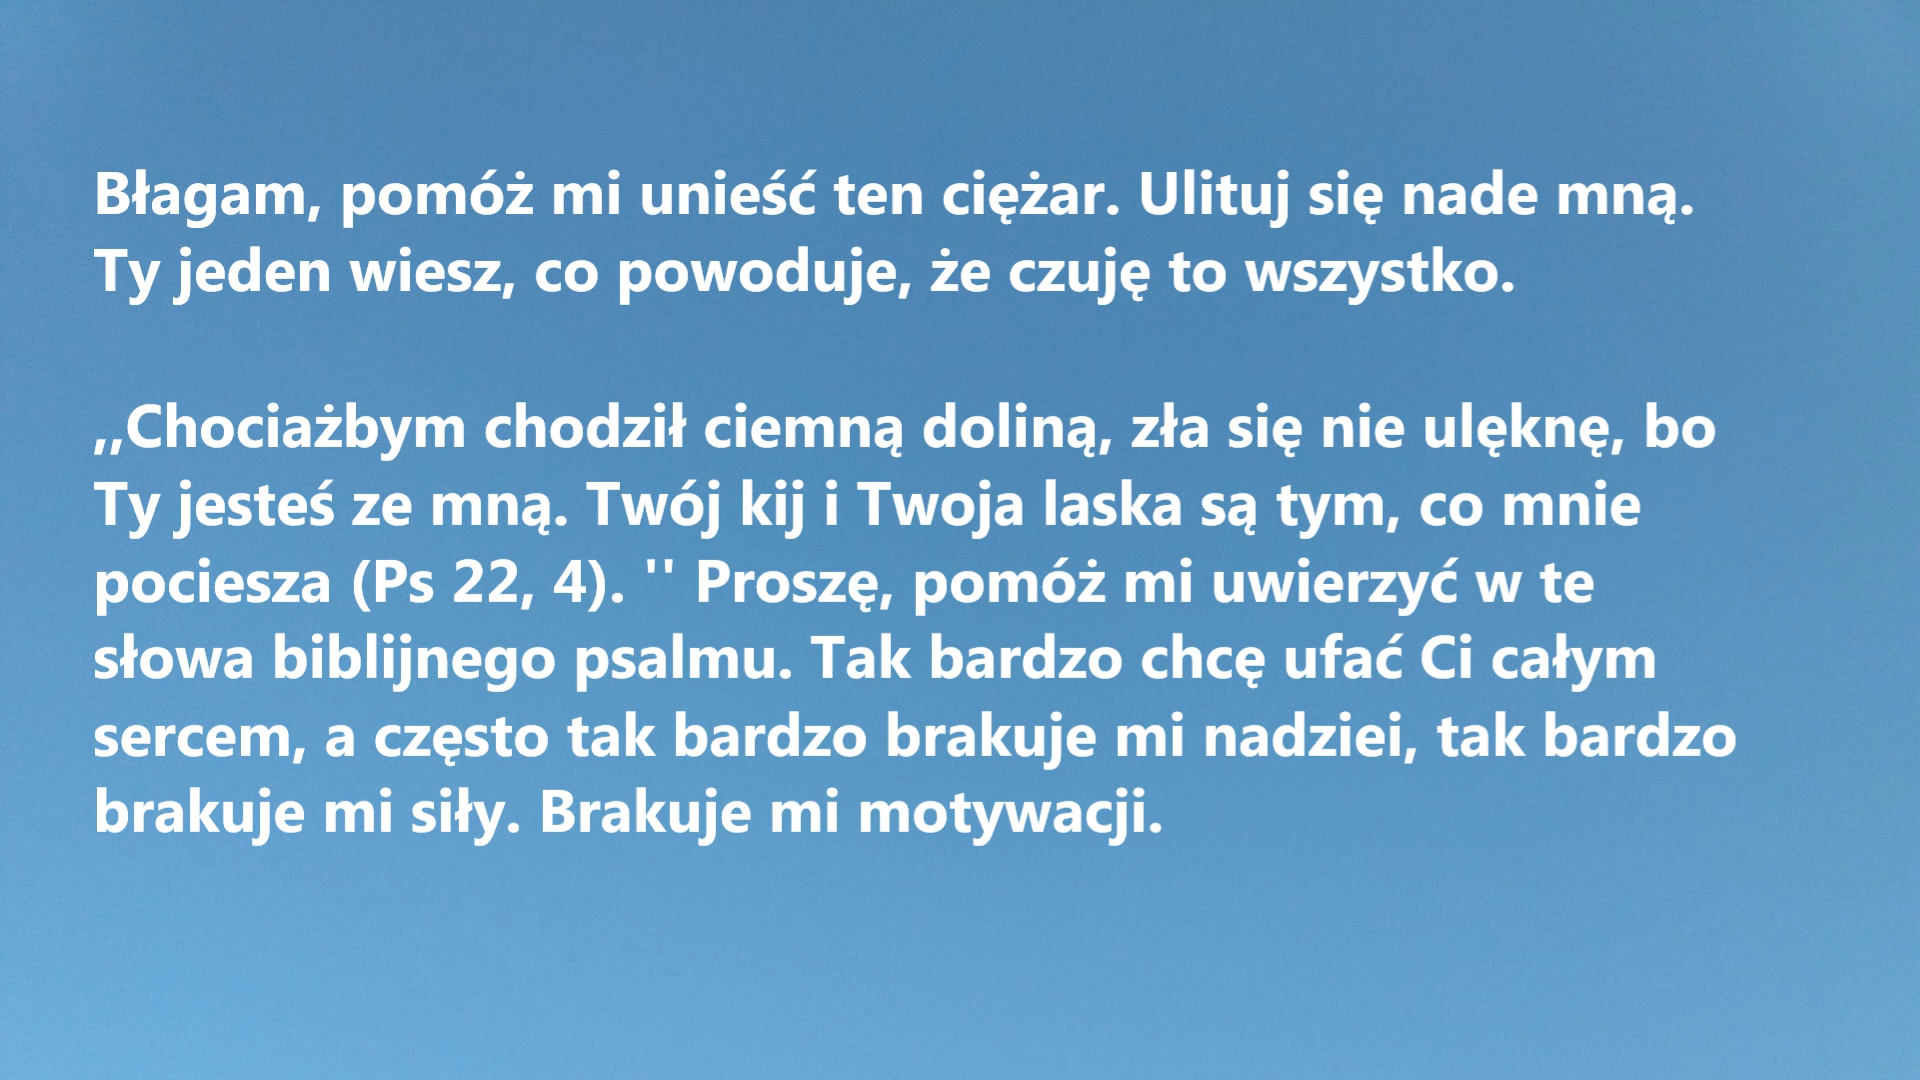 Błagam, pomóż mi unieść ten ciężar. Ulituj się nade mną.
Ty jeden wiesz, co powoduje, że czuję to wszystko.
,,Chociażbym chodził ciemną doliną, zła się nie ulęknę, bo
Ty jesteś ze mną. Twój kij i Twoja laska są tym, co mnie
pociesza (Ps 22, 4). '' Proszę, pomóż mi uwierzyć w te
słowa biblijnego psalmu. Tak bardzo chcę ufać Ci całym
sercem, a często tak bardzo brakuje mi nadziei, tak bardzo
brakuje mi siły. Brakuje mi motywacji.